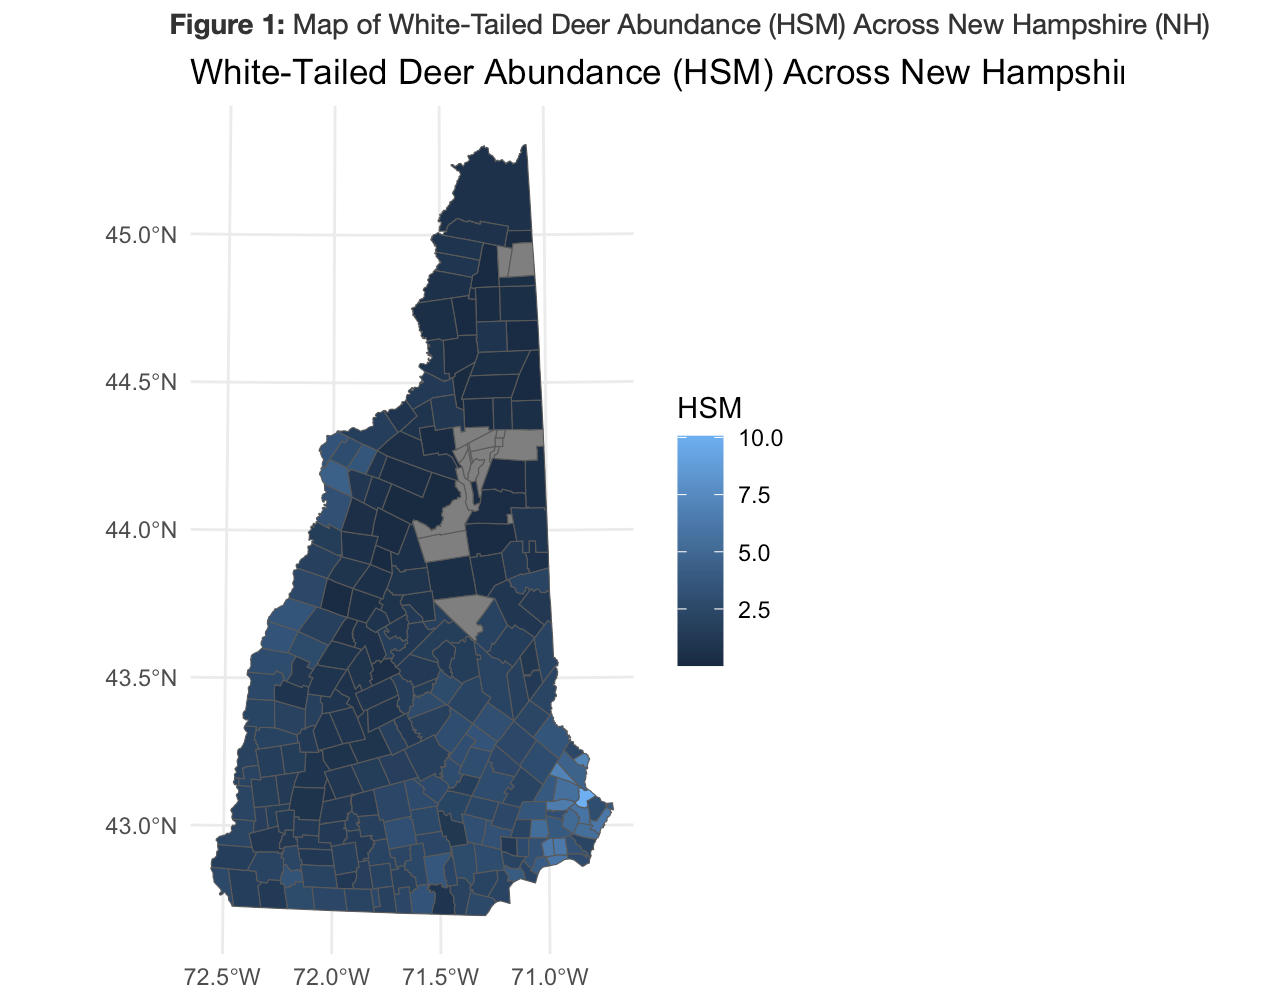 Figure 1: Map of White-Tailed Deer Abundance (HSM) Across New Hampshire (NH)
White-Tailed Deer Abundance (HSM) Across New Hampshi
45.0°N
44.5°N
44.0°N
43.5°N
43.0°N
72.5°W 72.0°W 71.5°W 71.0°W
HSM
10.0
7.5
5.0
2.5